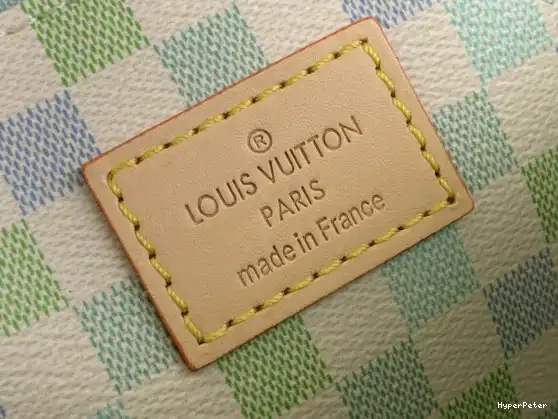 ®
LOUIS VUITTON
PARIS
made in France
HyperPeter